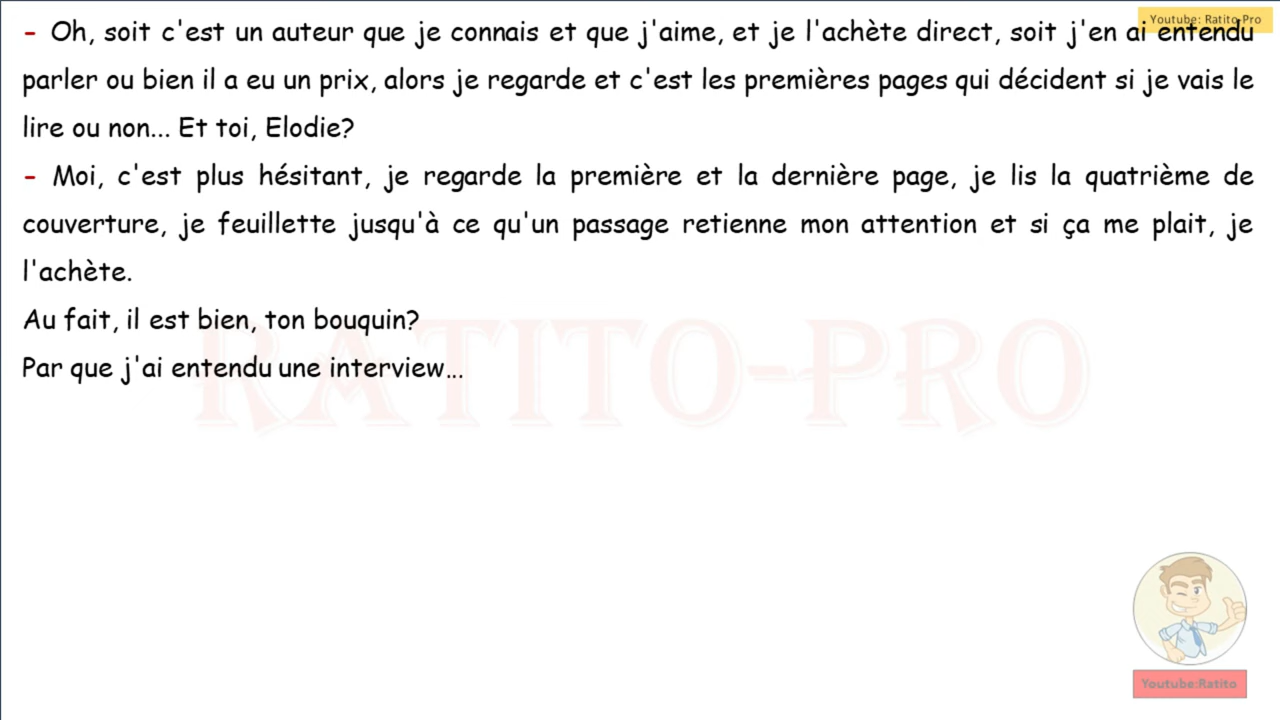 Youtube: Ratito Pro
- Oh, soit c'est un auteur que je connais et que j'aime, et je l'achète direct, soit j'en ai entendu
parler ou bien il a eu un prix, alors je regarde et c'est les premières pages qui décident si je vais le
lire ou non... Et toi, Elodie?
- Moi, c'est plus hésitant, je regarde la première et la dernière page, je lis la quatrième de
couverture, je feuillette jusqu'à ce qu'un passage retienne mon attention et si ça me plait, je
l'achète.
Au fait, il est bien, ton bouquin?
Par que j'ai entendu une interview...
RATITO-PRO
Youtube:Ratito